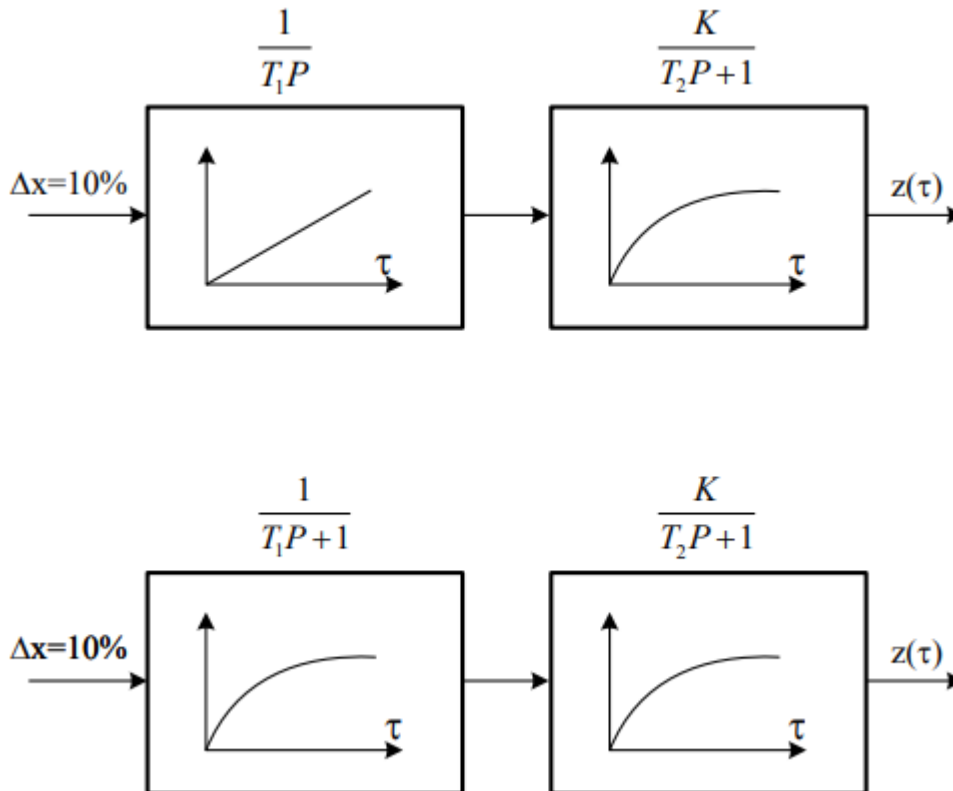 1/(T₁P)
K/(T₂P+1)
Δx=10%
z(τ)
τ
τ
1/(T₁P+1)
K/(T₂P+1)
Δx=10%
z(τ)
τ
τ